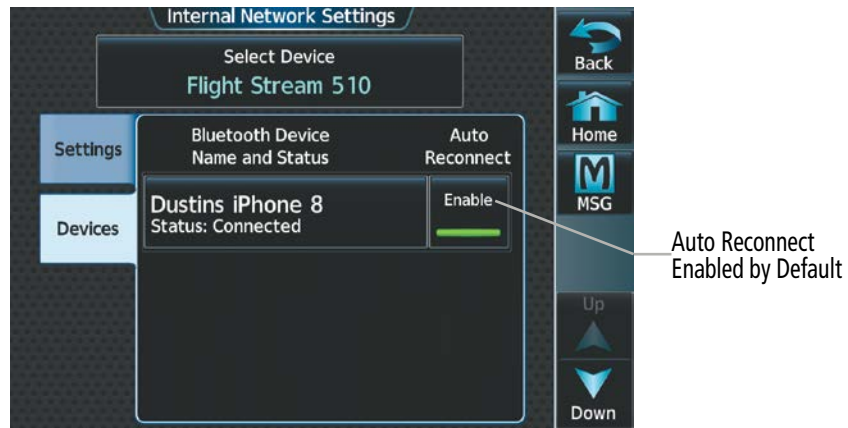 Internal Network Settings
Select Device
Flight Stream 510
Back
Home
MSG
Settings
Devices
Bluetooth Device
Name and Status
Auto
Reconnect
Dustins iPhone 8
Status: Connected
Enable
Auto Reconnect
Enabled by Default
Up
Down